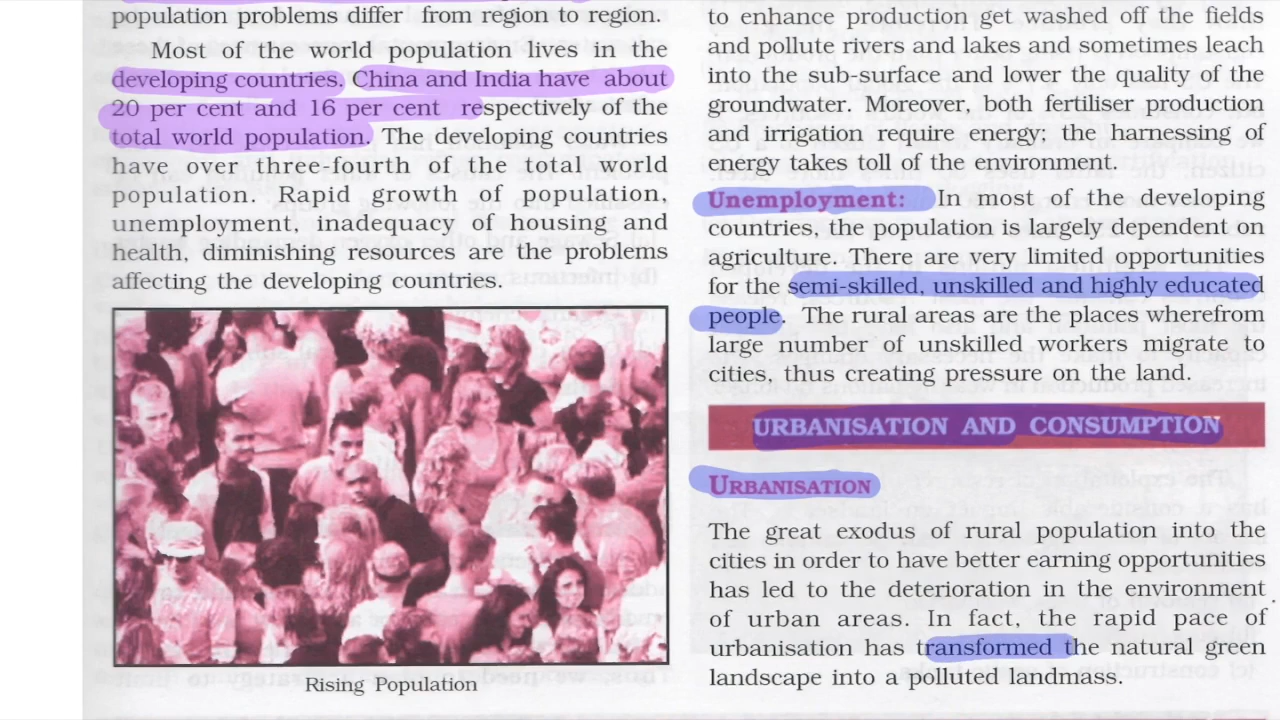 population problems differ from region to region.
Most of the world population lives in the
developing countries. China and India have about
20 per cent and 16 per cent respectively of the
total world population. The developing countries
have over three-fourth of the total world
population. Rapid growth of population
unemployment, inadequacy of housing and
health, diminishing resources are the problems
affecting the developing countries.
Rising Population
to enhance production get washed off the fields
and pollute rivers and lakes and sometimes leach
into the sub-surface and lower the quality of the
groundwater. Moreover, both fertiliser production
and irrigation require energy; the harnessing of
energy takes toll of the environment.
Unemployment: In most of the developing
countries, the population is largely dependent on
agriculture. There are very limited opportunities
for the semi-skilled, unskilled and highly educated
people. The rural areas are the places wherefrom
large number of unskilled workers migrate to
cities, thus creating pressure on the land.
URBANISATION AND CONSUMPTION
URBANISATION
The great exodus of rural population into the
cities in order to have better earning opportunities
has led to the deterioration in the environment
of urban areas. In fact, the rapid pace of
urbanisation has transformed the natural green
landscape into a polluted landmass.